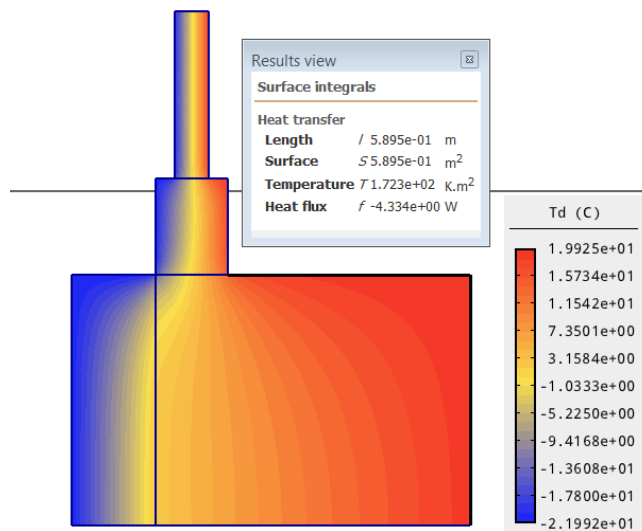 Results view
Surface integrals
Heat transfer
Length l 5.895e-01 m
Surface S 5.895e-01 m²
Temperature T 1.723e+02 K.m²
Heat flux f -4.334e+00 W
Td (C)
1.9925e+01
1.5734e+01
1.1542e+01
7.3501e+00
3.1584e+00
-1.0333e+00
-5.2250e+00
-9.4168e+00
-1.3608e+01
-1.7800e+01
-2.1992e+01